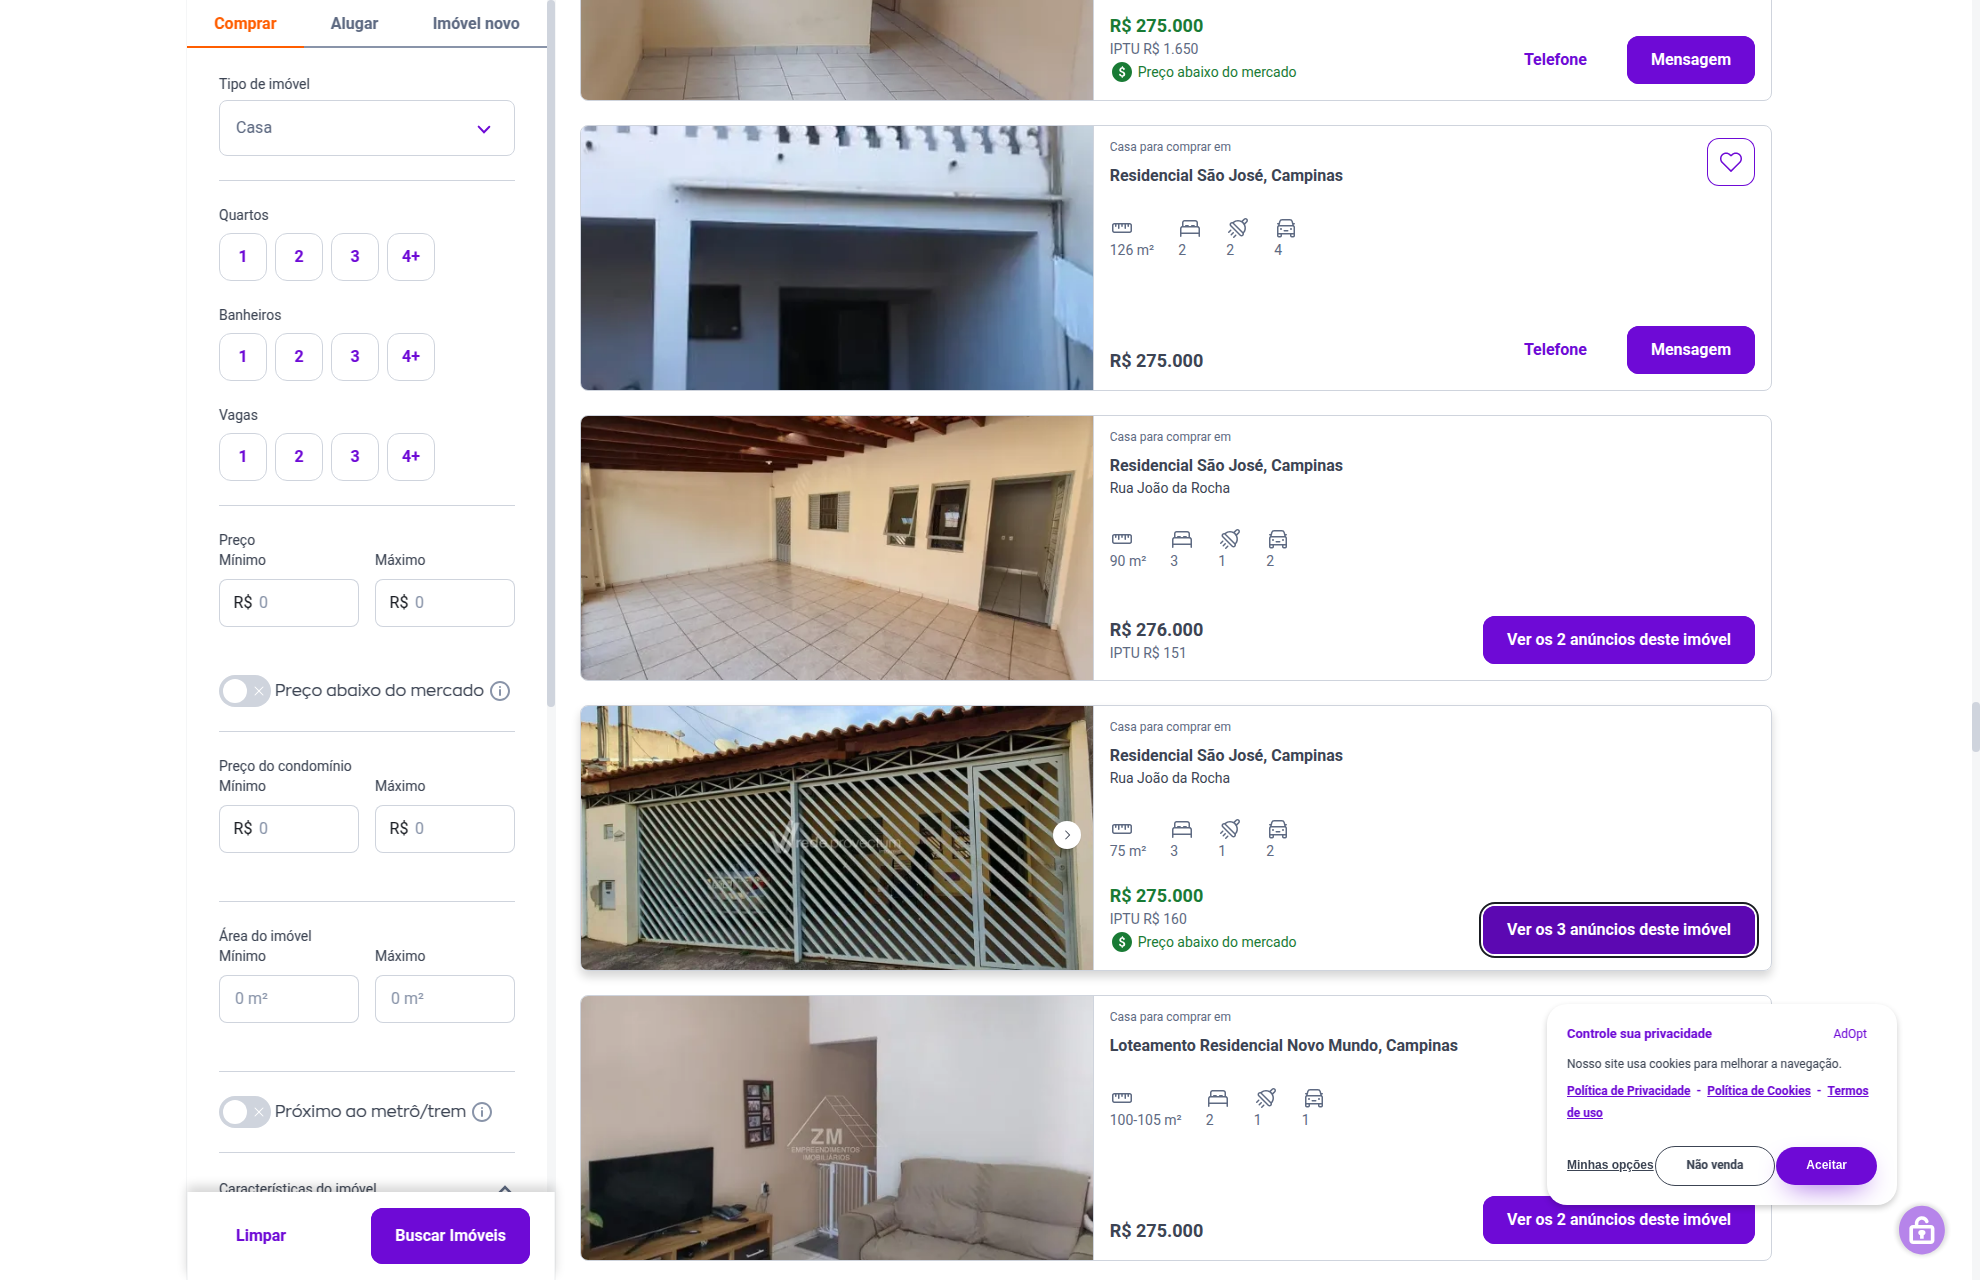 Comprar
Alugar
Imóvel novo
Tipo de imóvel
Casa
Quartos
1
2
3
4+
Banheiros
1
2
3
4+
Vagas
1
2
3
4+
Preço
Mínimo
Máximo
R$ 0
R$ 0
Preço abaixo do mercado
Preço do condomínio
Mínimo
Máximo
R$ 0
R$ 0
Área do imóvel
Mínimo
Máximo
0 m²
0 m²
Próximo ao metrô/trem
Características do imóvel
Limpar
Buscar Imóveis
R$ 275.000
IPTU R$ 1.650
Preço abaixo do mercado
Telefone
Mensagem
Casa para comprar em
Residencial São José, Campinas
126 m²
2
2
4
R$ 275.000
Telefone
Mensagem
Casa para comprar em
Residencial São José, Campinas
Rua João da Rocha
90 m²
3
1
2
R$ 276.000
IPTU R$ 151
Ver os 2 anúncios deste imóvel
Casa para comprar em
Residencial São José, Campinas
Rua João da Rocha
75 m²
3
1
2
R$ 275.000
IPTU R$ 160
Preço abaixo do mercado
Ver os 3 anúncios deste imóvel
ZM
EMPREENDIMENTOS
IMOBILIÁRIOS
Casa para comprar em
Loteamento Residencial Novo Mundo, Campinas
100-105 m²
2
1
1
R$ 275.000
Ver os 2 anúncios deste imóvel
Controle sua privacidade
AdOpt
Nosso site usa cookies para melhorar a navegação.
Política de Privacidade - Política de Cookies - Termos
de uso
Minhas opções
Não venda
Aceitar